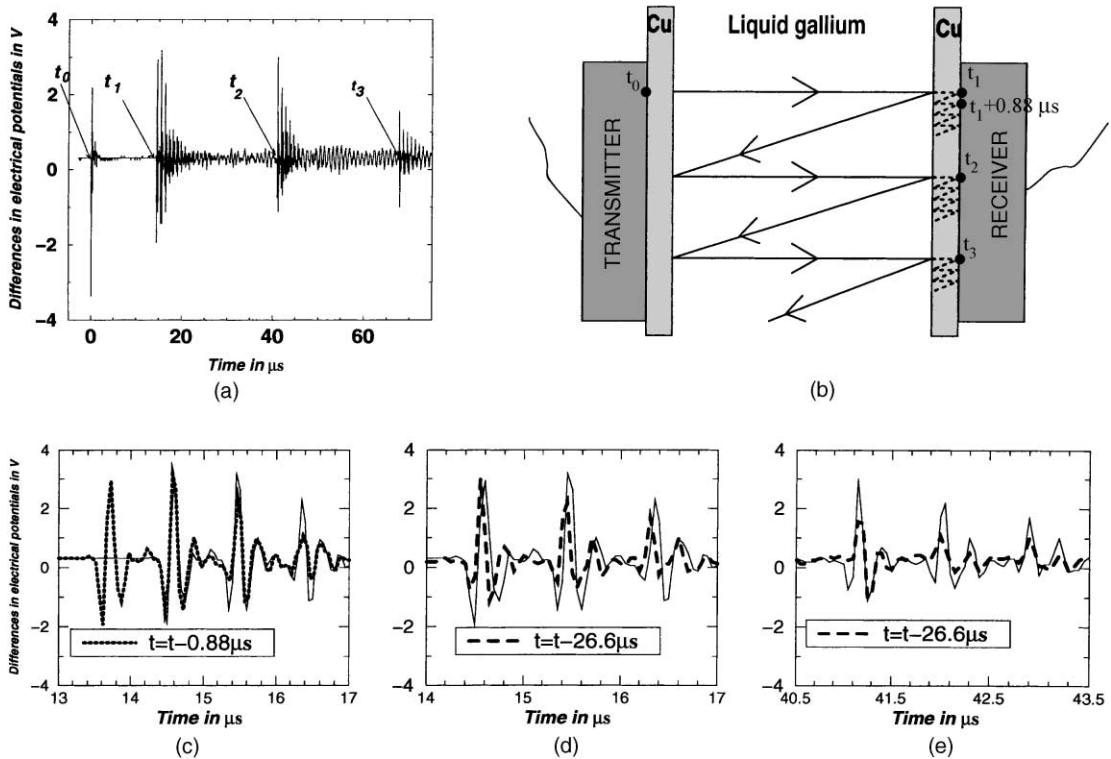 (a)
Differences in electrical potentials in V
4
2
0
−2
−4
t0
t1
t2
t3
0
20
40
60
Time in μs
(b)
Cu
Liquid gallium
Cu
TRANSMITTER
RECEIVER
t0
t1
t1+0.88 μs
t2
t3
Differences in electrical potentials in V
4
2
0
−2
−4
t=t−0.88μs
13
14
15
16
17
Time in μs
(c)
4
2
0
−2
−4
t=t−26.6μs
14
15
16
17
Time in μs
(d)
4
2
0
−2
−4
t=t−26.6μs
40.5
41.5
42.5
43.5
Time in μs
(e)